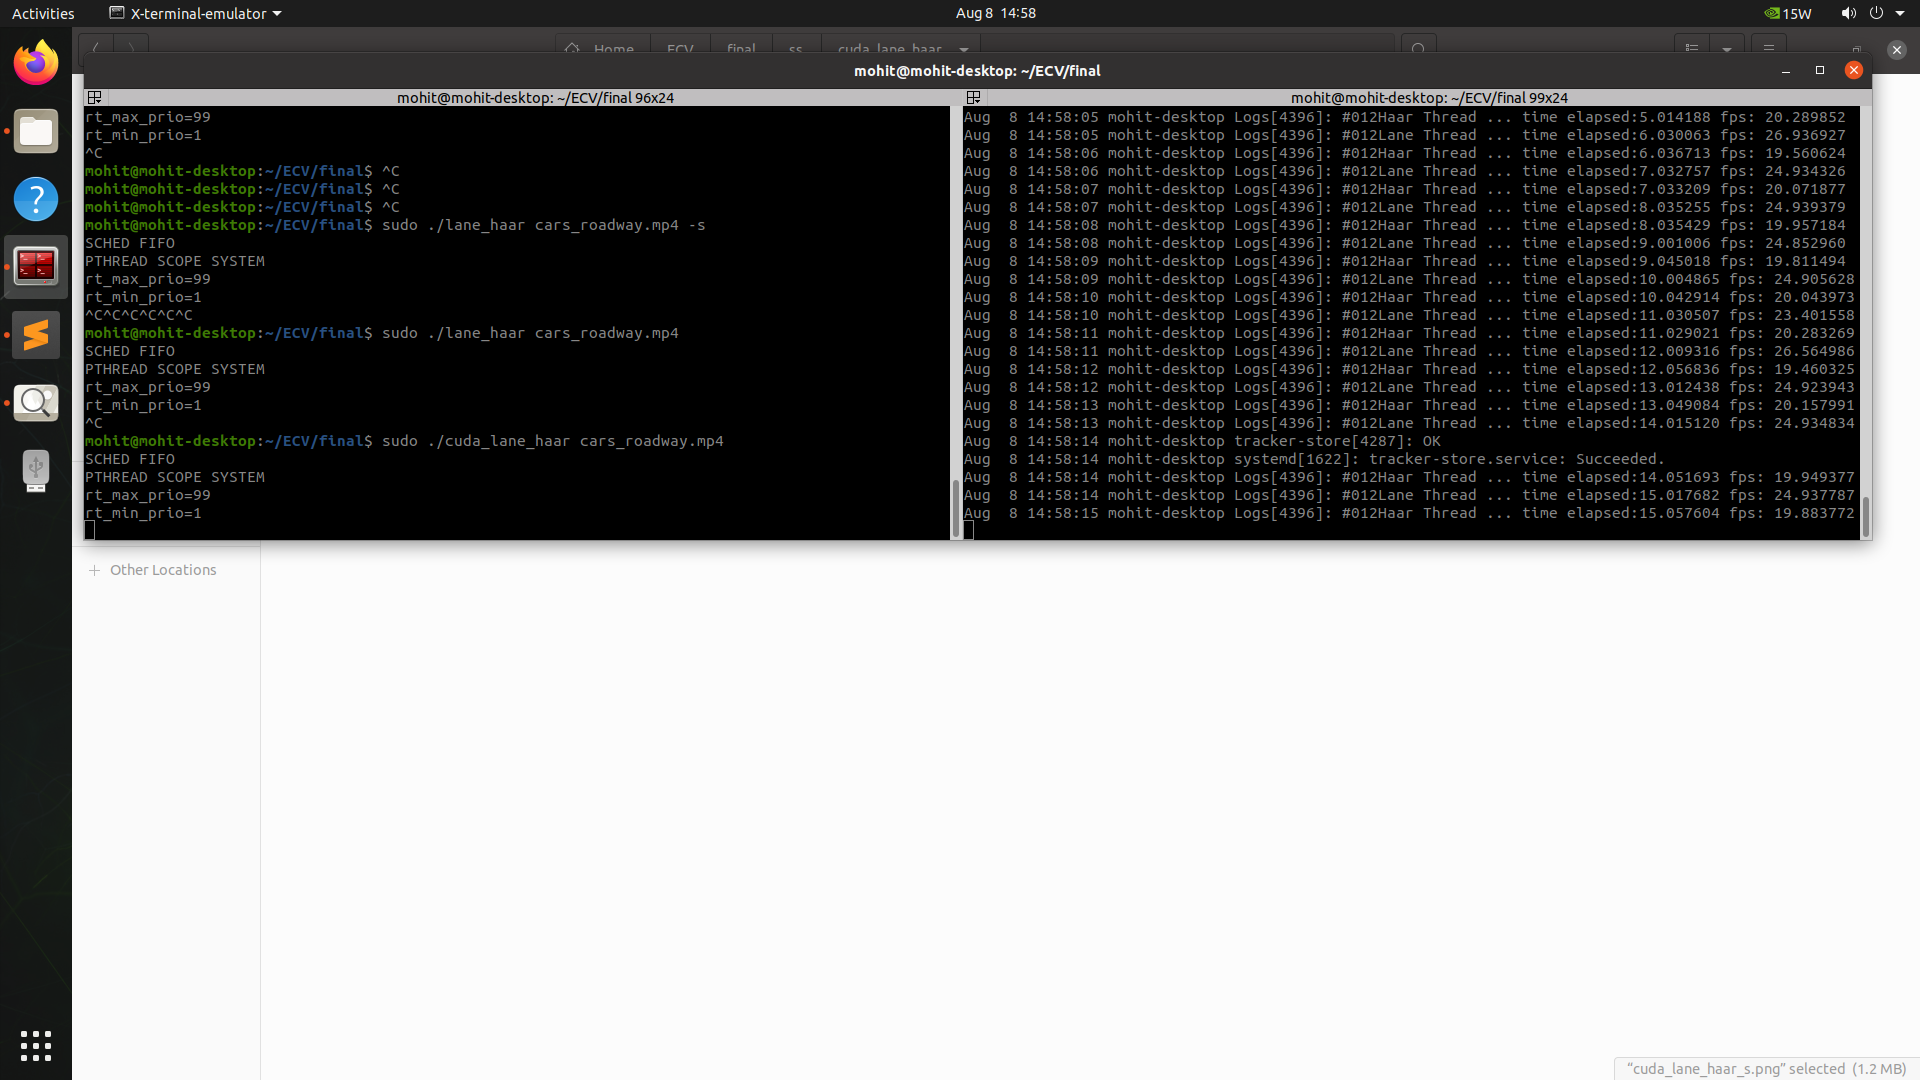 Activities
X-terminal-emulator
Aug 8 14:58
15W
Home
ECV
final
ss
cuda_lane_haar
mohit@mohit-desktop: ~/ECV/final
mohit@mohit-desktop: ~/ECV/final 96x24
rt_max_prio=99
rt_min_prio=1
^C
mohit@mohit-desktop:~/ECV/final$ ^C
mohit@mohit-desktop:~/ECV/final$ ^C
mohit@mohit-desktop:~/ECV/final$ ^C
mohit@mohit-desktop:~/ECV/final$ sudo ./lane_haar cars_roadway.mp4 -s
SCHED FIFO
PTHREAD SCOPE SYSTEM
rt_max_prio=99
rt_min_prio=1
^C^C^C^C^C^C
mohit@mohit-desktop:~/ECV/final$ sudo ./lane_haar cars_roadway.mp4
SCHED FIFO
PTHREAD SCOPE SYSTEM
rt_max_prio=99
rt_min_prio=1
^C
mohit@mohit-desktop:~/ECV/final$ sudo ./cuda_lane_haar cars_roadway.mp4
SCHED FIFO
PTHREAD SCOPE SYSTEM
rt_max_prio=99
rt_min_prio=1
mohit@mohit-desktop: ~/ECV/final 99x24
Aug  8 14:58:05 mohit-desktop Logs[4396]: #012Haar Thread ... time elapsed:5.014188 fps: 20.289852
Aug  8 14:58:05 mohit-desktop Logs[4396]: #012Lane Thread ... time elapsed:6.030063 fps: 26.936927
Aug  8 14:58:06 mohit-desktop Logs[4396]: #012Haar Thread ... time elapsed:6.036713 fps: 19.560624
Aug  8 14:58:06 mohit-desktop Logs[4396]: #012Lane Thread ... time elapsed:7.032757 fps: 24.934326
Aug  8 14:58:07 mohit-desktop Logs[4396]: #012Haar Thread ... time elapsed:7.033209 fps: 20.071877
Aug  8 14:58:07 mohit-desktop Logs[4396]: #012Lane Thread ... time elapsed:8.035255 fps: 24.939379
Aug  8 14:58:08 mohit-desktop Logs[4396]: #012Haar Thread ... time elapsed:8.035429 fps: 19.957184
Aug  8 14:58:08 mohit-desktop Logs[4396]: #012Lane Thread ... time elapsed:9.001006 fps: 24.852960
Aug  8 14:58:09 mohit-desktop Logs[4396]: #012Haar Thread ... time elapsed:9.045018 fps: 19.811494
Aug  8 14:58:09 mohit-desktop Logs[4396]: #012Lane Thread ... time elapsed:10.004865 fps: 24.905628
Aug  8 14:58:10 mohit-desktop Logs[4396]: #012Haar Thread ... time elapsed:10.042914 fps: 20.043973
Aug  8 14:58:10 mohit-desktop Logs[4396]: #012Lane Thread ... time elapsed:11.030507 fps: 23.401558
Aug  8 14:58:11 mohit-desktop Logs[4396]: #012Haar Thread ... time elapsed:11.029021 fps: 20.283269
Aug  8 14:58:11 mohit-desktop Logs[4396]: #012Lane Thread ... time elapsed:12.009316 fps: 26.564986
Aug  8 14:58:12 mohit-desktop Logs[4396]: #012Haar Thread ... time elapsed:12.056836 fps: 19.460325
Aug  8 14:58:12 mohit-desktop Logs[4396]: #012Lane Thread ... time elapsed:13.012438 fps: 24.923943
Aug  8 14:58:13 mohit-desktop Logs[4396]: #012Haar Thread ... time elapsed:13.049084 fps: 20.157991
Aug  8 14:58:13 mohit-desktop Logs[4396]: #012Lane Thread ... time elapsed:14.015120 fps: 24.934834
Aug  8 14:58:14 mohit-desktop tracker-store[4287]: OK
Aug  8 14:58:14 mohit-desktop systemd[1622]: tracker-store.service: Succeeded.
Aug  8 14:58:14 mohit-desktop Logs[4396]: #012Haar Thread ... time elapsed:14.051693 fps: 19.949377
Aug  8 14:58:14 mohit-desktop Logs[4396]: #012Lane Thread ... time elapsed:15.017682 fps: 24.937787
Aug  8 14:58:15 mohit-desktop Logs[4396]: #012Haar Thread ... time elapsed:15.057604 fps: 19.883772
Other Locations
“cuda_lane_haar_s.png” selected (1.2 MB)